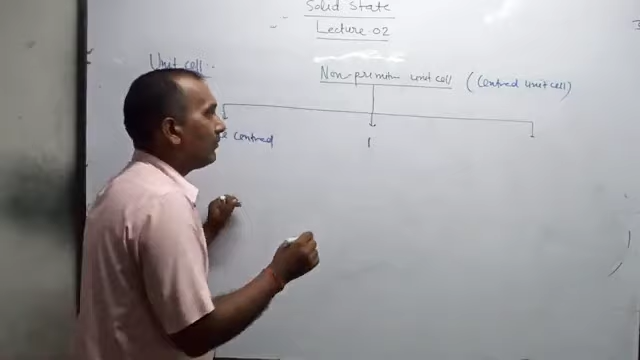 Solid State
Lecture 02
Unit cell:-
Non-primitive unit cell (Centred unit cell)
centred